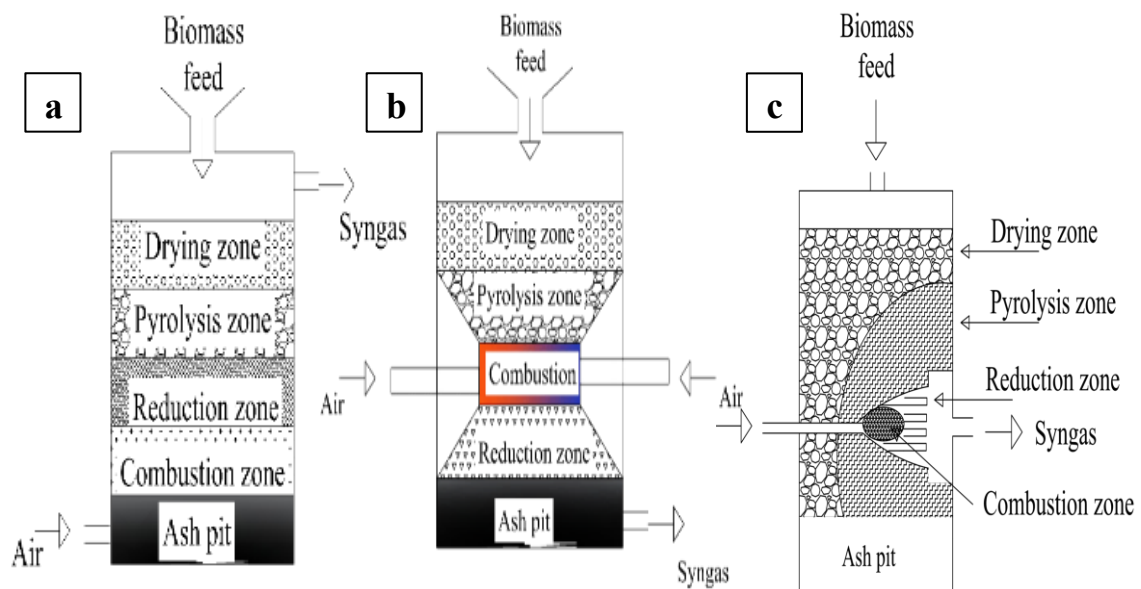 a
Biomass
feed
Syngas
Drying zone
Pyrolysis zone
Reduction zone
Combustion zone
Ash pit
Air
b
Biomass
feed
Drying zone
Pyrolysis zone
Combustion
Air
Air
Reduction zone
Ash pit
Syngas
c
Biomass
feed
Drying zone
Pyrolysis zone
Reduction zone
Syngas
Combustion zone
Ash pit